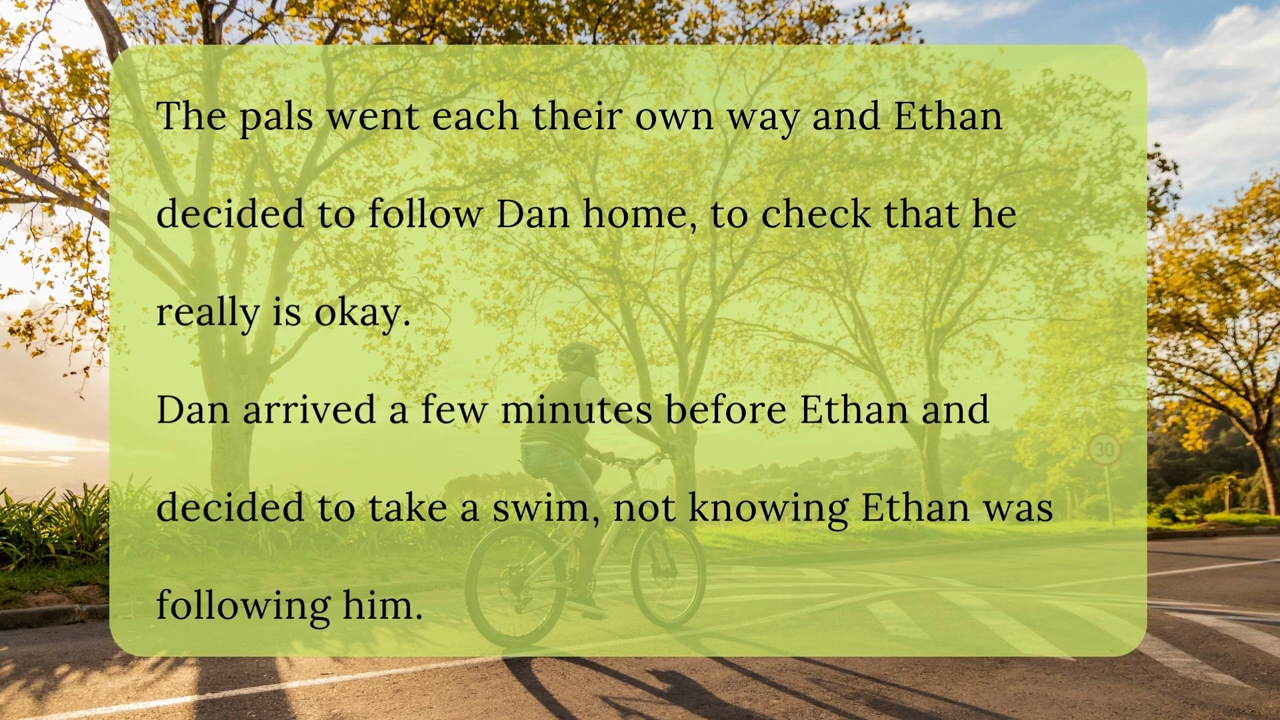 The pals went each their own way and Ethan
decided to follow Dan home, to check that he
really is okay.
Dan arrived a few minutes before Ethan and
decided to take a swim, not knowing Ethan was
following him.
30